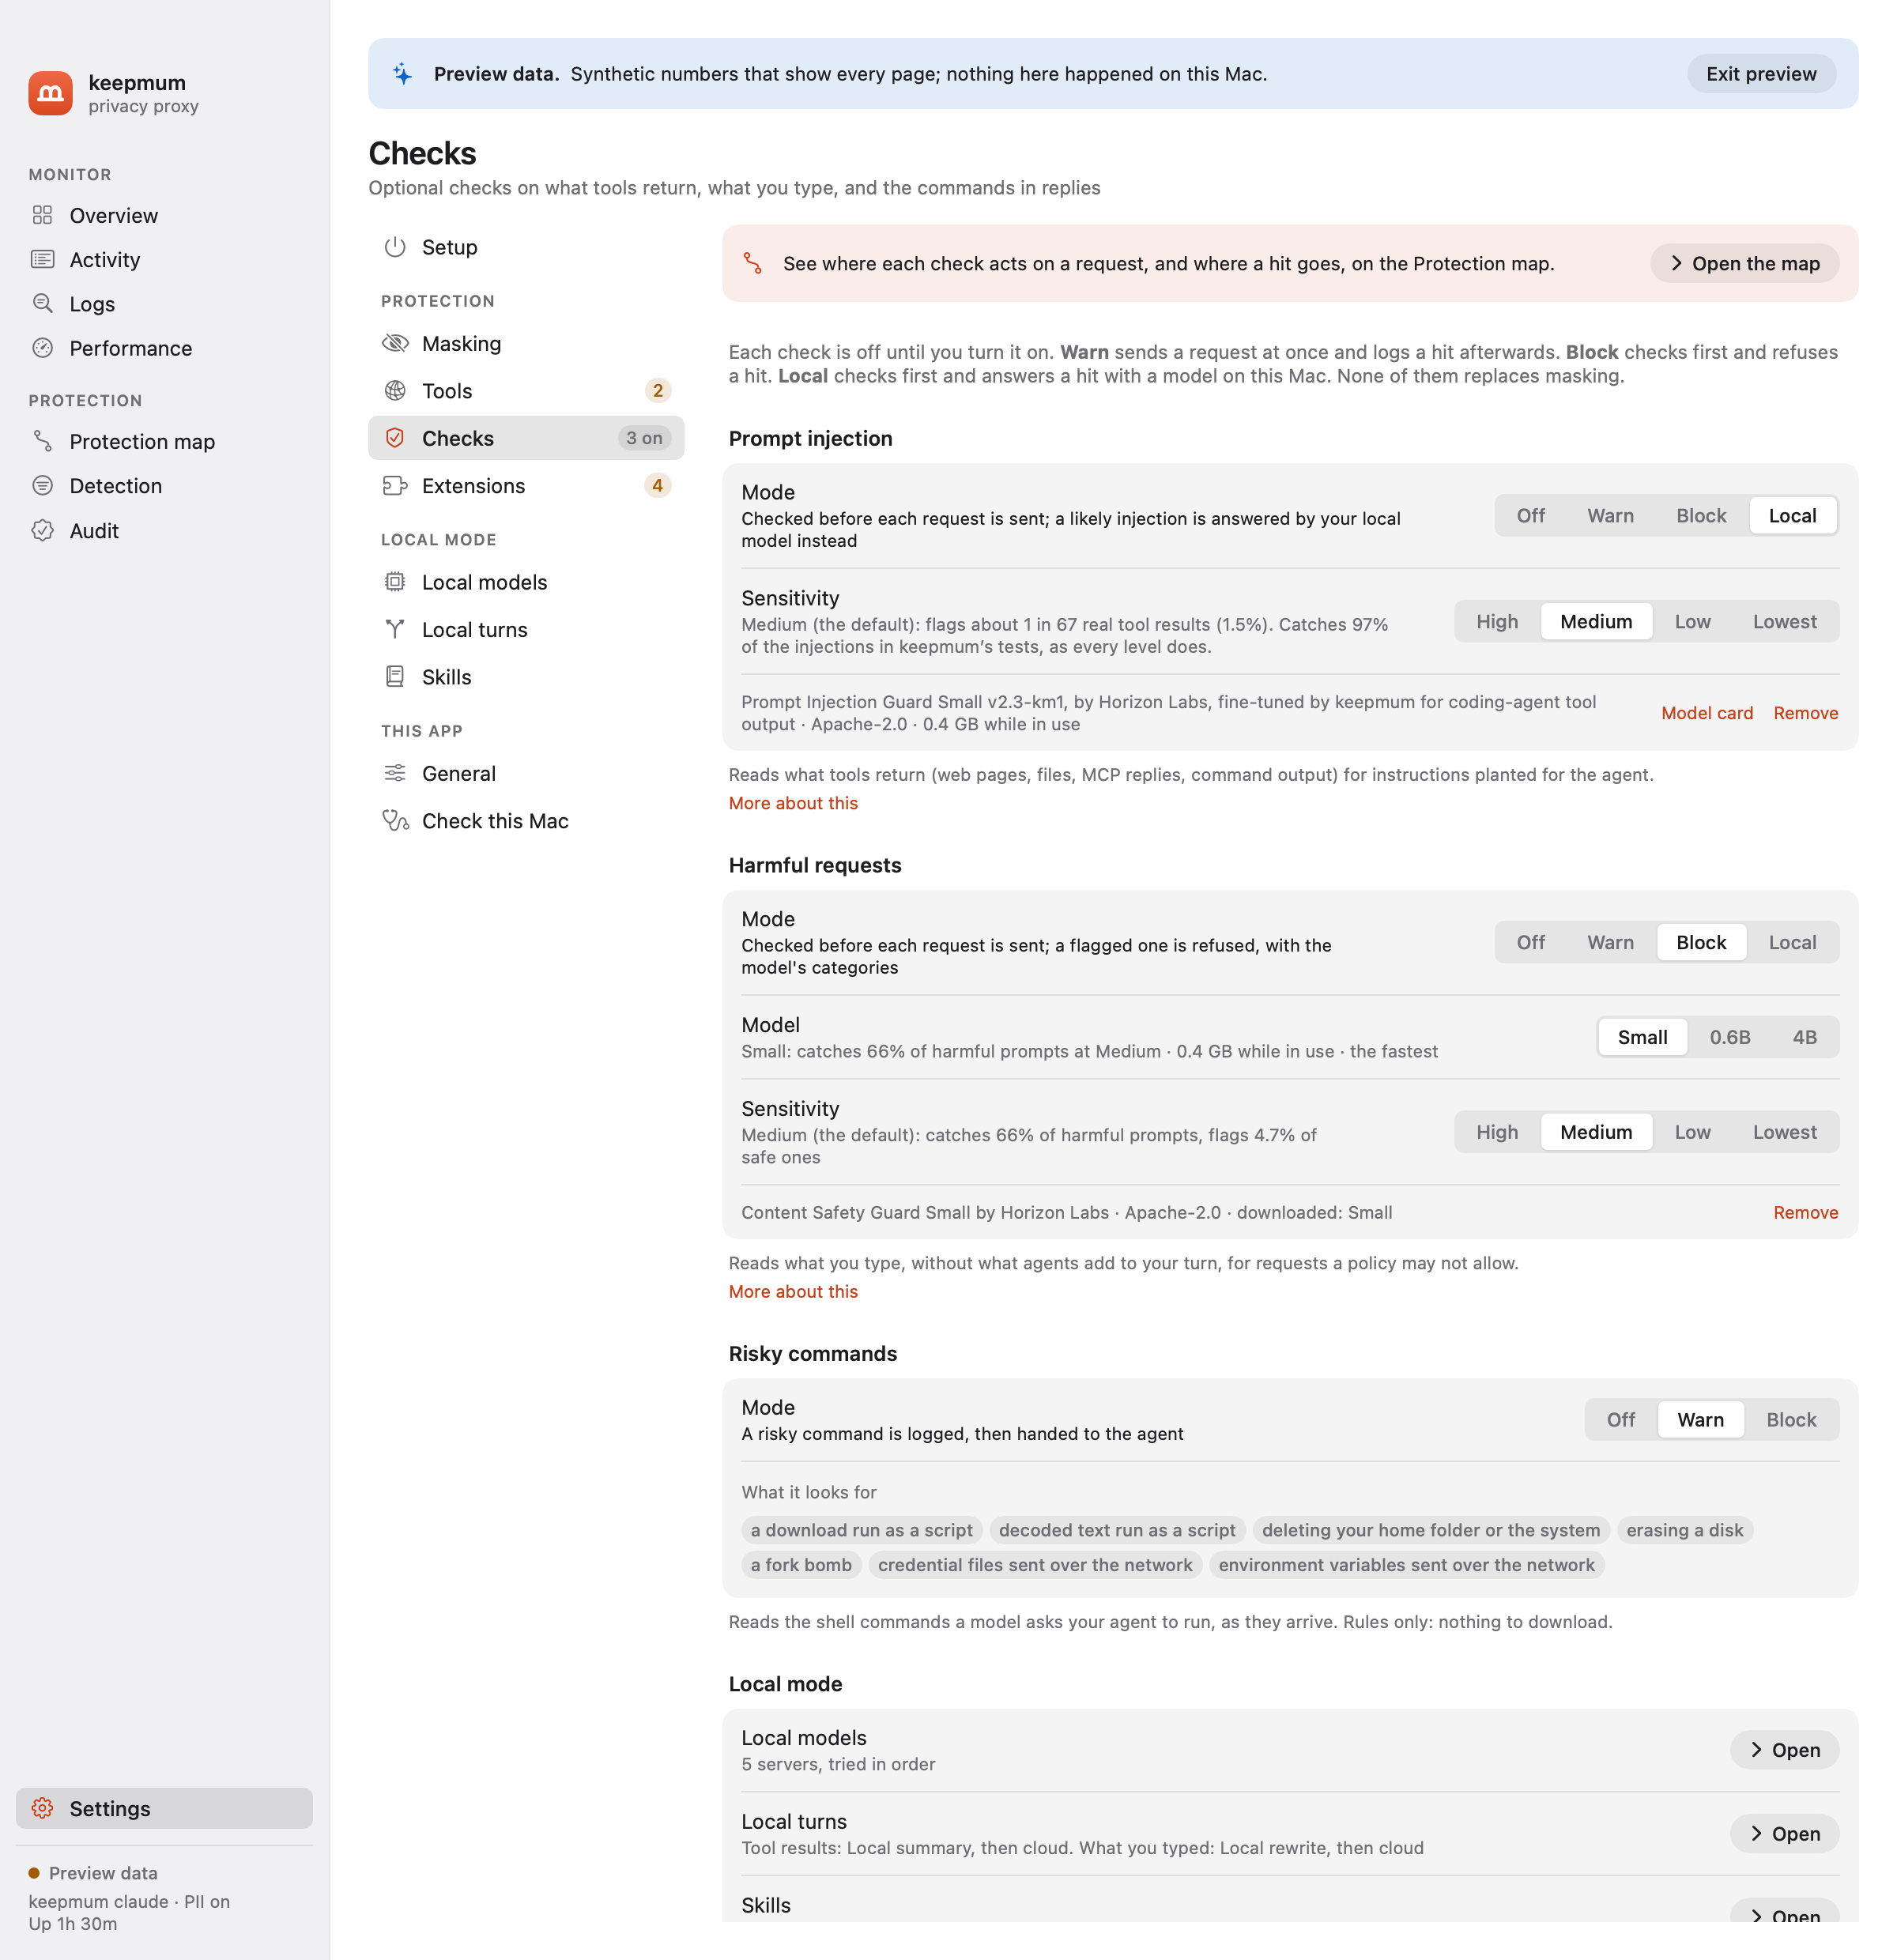 keepmum
privacy proxy
MONITOR
Overview
Activity
Logs
Performance
PROTECTION
Protection map
Detection
Audit
Settings
Preview data
keepmum claude · PII on
Up 1h 30m
Preview data. Synthetic numbers that show every page; nothing here happened on this Mac.
Exit preview
Checks
Optional checks on what tools return, what you type, and the commands in replies
Setup
PROTECTION
Masking
Tools 2
Checks 3 on
Extensions 4
LOCAL MODE
Local models
Local turns
Skills
THIS APP
General
Check this Mac
See where each check acts on a request, and where a hit goes, on the Protection map.
Open the map
Each check is off until you turn it on. Warn sends a request at once and logs a hit afterwards. Block checks first and refuses
a hit. Local checks first and answers a hit with a model on this Mac. None of them replaces masking.
Prompt injection
Mode
Checked before each request is sent; a likely injection is answered by your local
model instead
Off Warn Block Local
Sensitivity
Medium (the default): flags about 1 in 67 real tool results (1.5%). Catches 97%
of the injections in keepmum’s tests, as every level does.
High Medium Low Lowest
Prompt Injection Guard Small v2.3-km1, by Horizon Labs, fine-tuned by keepmum for coding-agent tool
output · Apache-2.0 · 0.4 GB while in use
Model card Remove
Reads what tools return (web pages, files, MCP replies, command output) for instructions planted for the agent.
More about this
Harmful requests
Mode
Checked before each request is sent; a flagged one is refused, with the
model's categories
Off Warn Block Local
Model
Small: catches 66% of harmful prompts at Medium · 0.4 GB while in use · the fastest
Small 0.6B 4B
Sensitivity
Medium (the default): catches 66% of harmful prompts, flags 4.7% of
safe ones
High Medium Low Lowest
Content Safety Guard Small by Horizon Labs · Apache-2.0 · downloaded: Small
Remove
Reads what you type, without what agents add to your turn, for requests a policy may not allow.
More about this
Risky commands
Mode
A risky command is logged, then handed to the agent
Off Warn Block
What it looks for
a download run as a script decoded text run as a script deleting your home folder or the system erasing a disk
a fork bomb credential files sent over the network environment variables sent over the network
Reads the shell commands a model asks your agent to run, as they arrive. Rules only: nothing to download.
Local mode
Local models
5 servers, tried in order
Open
Local turns
Tool results: Local summary, then cloud. What you typed: Local rewrite, then cloud
Open
Skills
Open